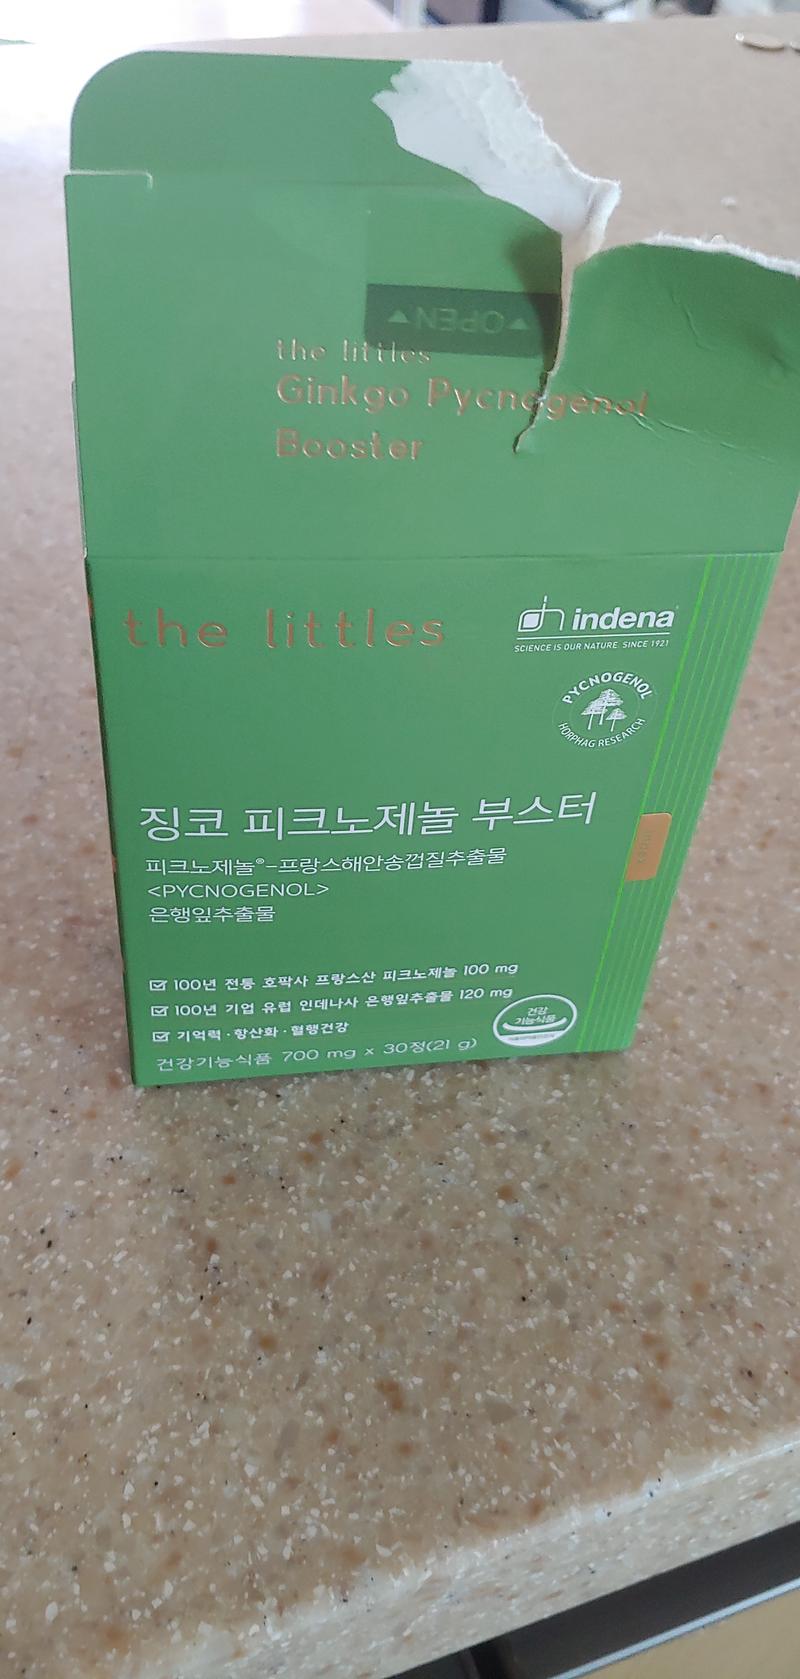 OPEN
the littles
Ginkgo Pycnogenol
Booster
the littles
indena
SCIENCE IS OUR NATURE. SINCE 1921
PYCNOGENOL
HORPHAG RESEARCH
징코 피크노제놀 부스터
피크노제놀®-프랑스해안송껍질추출물
<PYCNOGENOL>
은행잎추출물
100년 전통 호팍사 프랑스산 피크노제놀 100 mg
100년 기업 유럽 인데나사 은행잎추출물 120 mg
기억력·항산화·혈행건강
건강기능식품 700 mg x 30정(21 g)
건강
기능식품